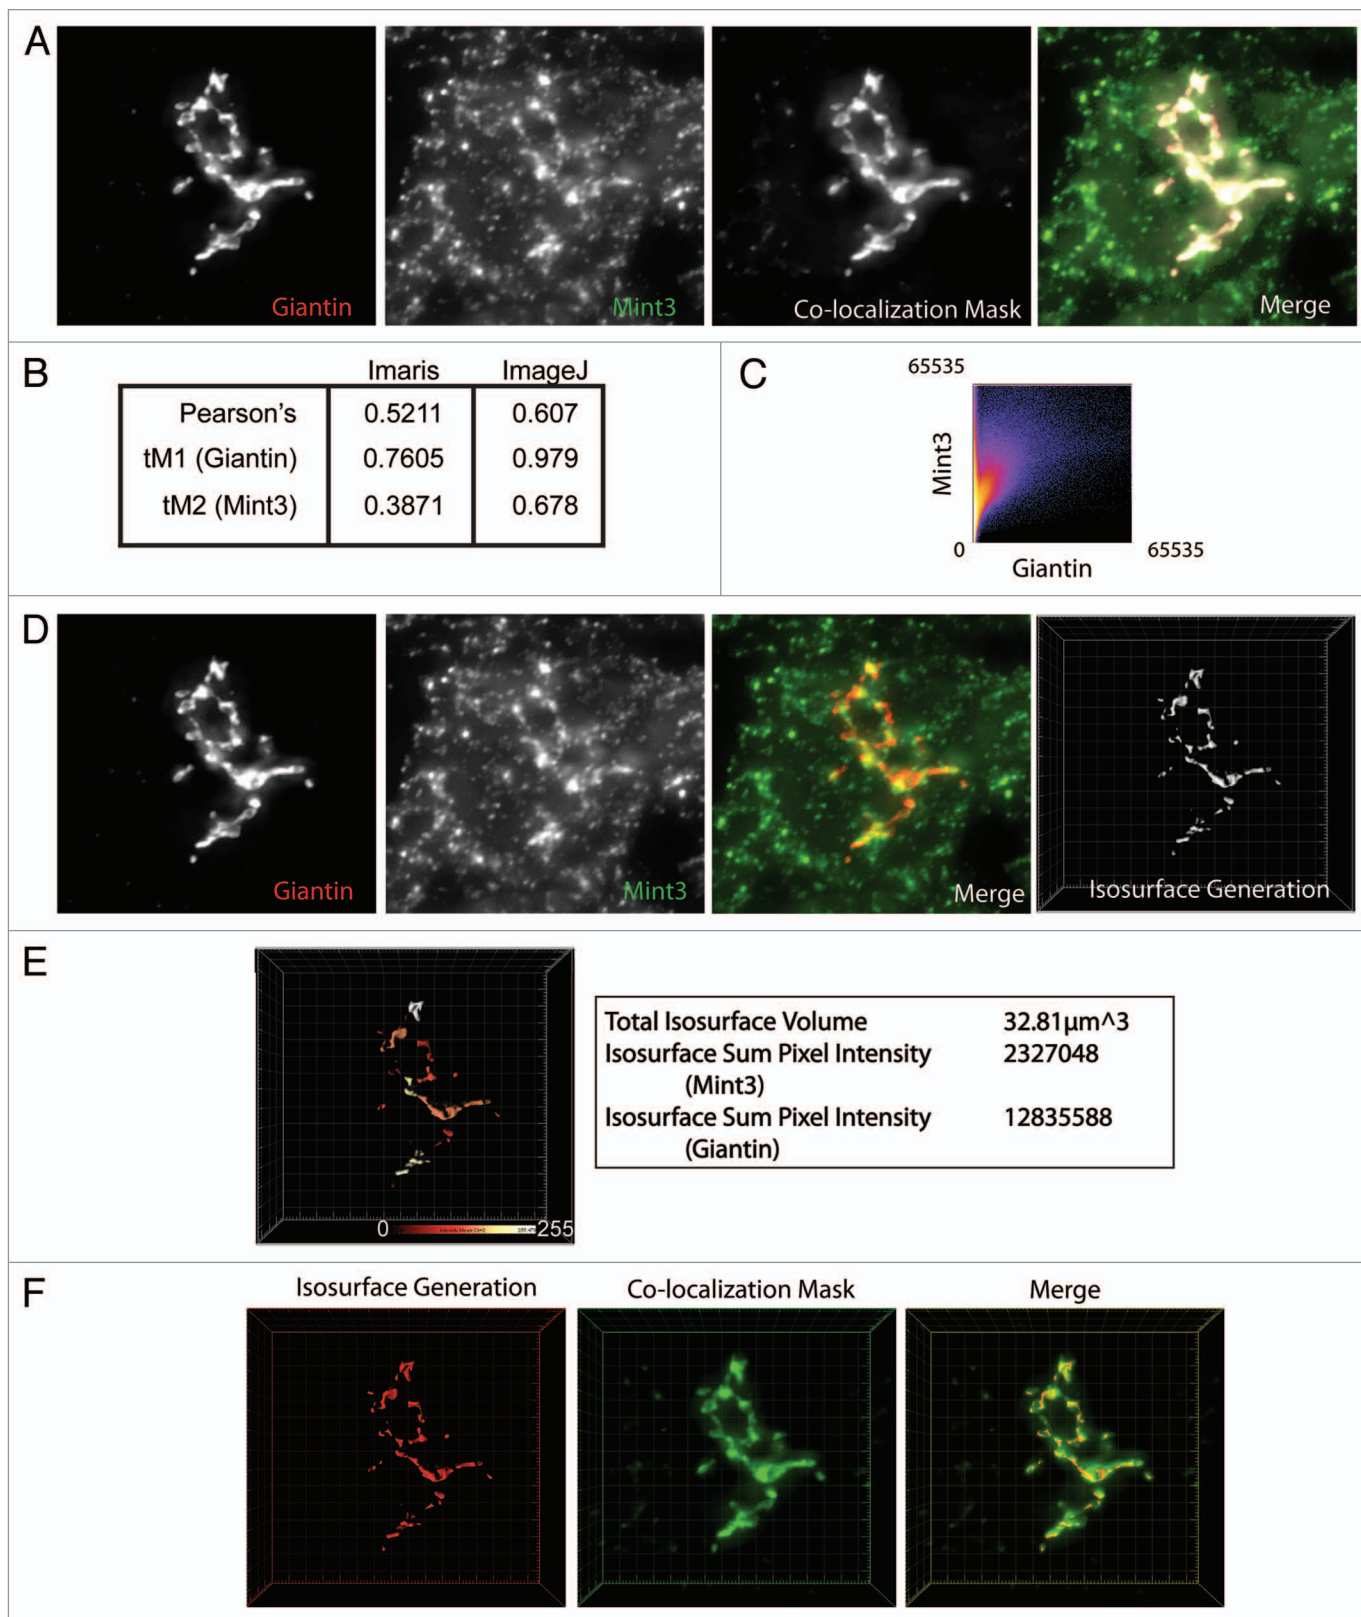 A
Giantin
Mint3
Co-localization Mask
Merge
B
Imaris ImageJ
Pearson's 0.5211 0.607
tM1 (Giantin) 0.7605 0.979
tM2 (Mint3) 0.3871 0.678
C
65535
Mint3
0
65535
Giantin
D
Giantin
Mint3
Merge
Isosurface Generation
E
0
255
Total Isosurface Volume 32.81µm^3
Isosurface Sum Pixel Intensity 2327048
(Mint3)
Isosurface Sum Pixel Intensity 12835588
(Giantin)
F
Isosurface Generation
Co-localization Mask
Merge